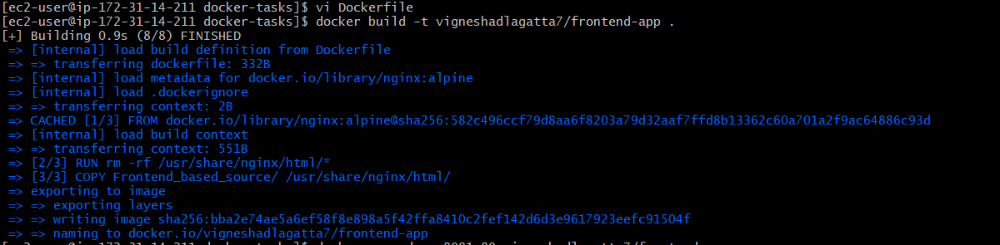 [ec2-user@ip-172-31-14-211 docker-tasks]$ vi Dockerfile
[ec2-user@ip-172-31-14-211 docker-tasks]$ docker build -t vigneshadlagatta7/frontend-app .
[+] Building 0.9s (8/8) FINISHED
=> [internal] load build definition from Dockerfile
=> => transferring dockerfile: 332B
=> [internal] load metadata for docker.io/library/nginx:alpine
=> [internal] load .dockerignore
=> => transferring context: 2B
=> CACHED [1/3] FROM docker.io/library/nginx:alpine@sha256:582c496ccf79d8aa6f8203a79d32aaf7ffd8b13362c60a701a2f9ac64886c93d
=> [internal] load build context
=> => transferring context: 551B
=> [2/3] RUN rm -rf /usr/share/nginx/html/*
=> [3/3] COPY Frontend_based_source/ /usr/share/nginx/html/
=> exporting to image
=> => exporting layers
=> => writing image sha256:bba2e74ae5a6ef58f8e898a5f42ffa8410c2fef142d6d3e9617923eefc91504f
=> => naming to docker.io/vigneshadlagatta7/frontend-app